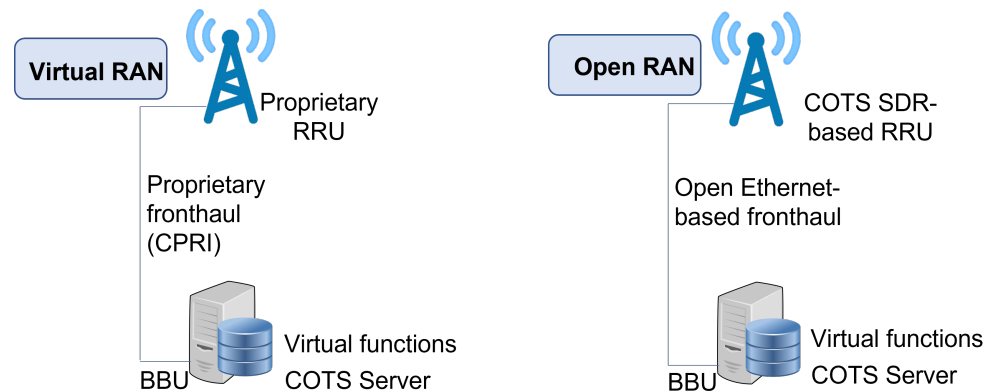 Virtual RAN
Proprietary
RRU
Proprietary
fronthaul
(CPRI)
Virtual functions
BBU
COTS Server
Open RAN
COTS SDR-
based RRU
Open Ethernet-
based fronthaul
Virtual functions
BBU
COTS Server